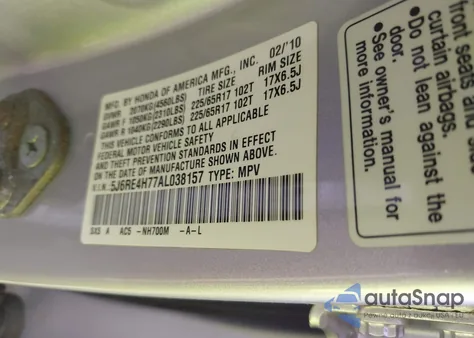 MFD. BY HONDA OF AMERICA MFG., INC. 02/'10
GVWR 2070KG(4560LBS) TIRE SIZE RIM SIZE
GAWR F 1050KG(2310LBS) 225/65R17 102T 17X6.5J
GAWR R 1040KG(2290LBS) 225/65R17 102T 17X6.5J
THIS VEHICLE CONFORMS TO ALL APPLICABLE
FEDERAL MOTOR VEHICLE SAFETY
AND THEFT PREVENTION STANDARDS IN EFFECT ON
THE DATE OF MANUFACTURE SHOWN ABOVE.
V.I.N.: 5J6RE4H77AL038157 TYPE: MPV
SXS A AC5 -NH700M -A-L
front seats and side
curtain airbags.
• Do not lean against the
door.
• See owner's manual for
more information.
autoSnap